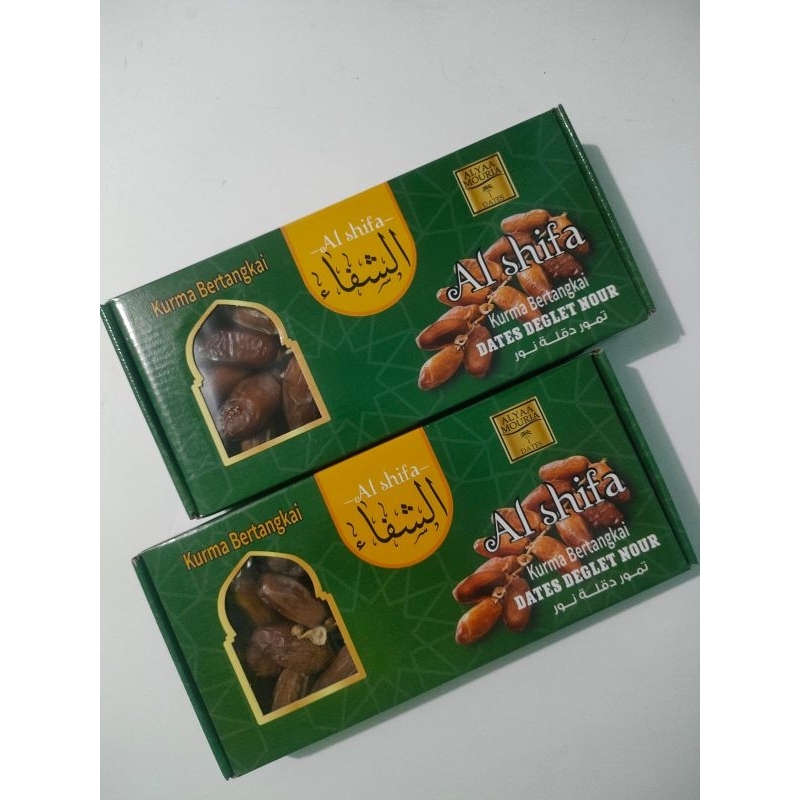 Kurma Bertangkai
Al shifa
الشفاء
ALYAA
MOURIA
DATES
Al shifa
Kurma Bertangkai
DATES DEGLET NOUR
تمور دقلة نور
Kurma Bertangkai
Al shifa
الشفاء
ALYAA
MOURIA
DATES
Al shifa
Kurma Bertangkai
DATES DEGLET NOUR
تمور دقلة نور